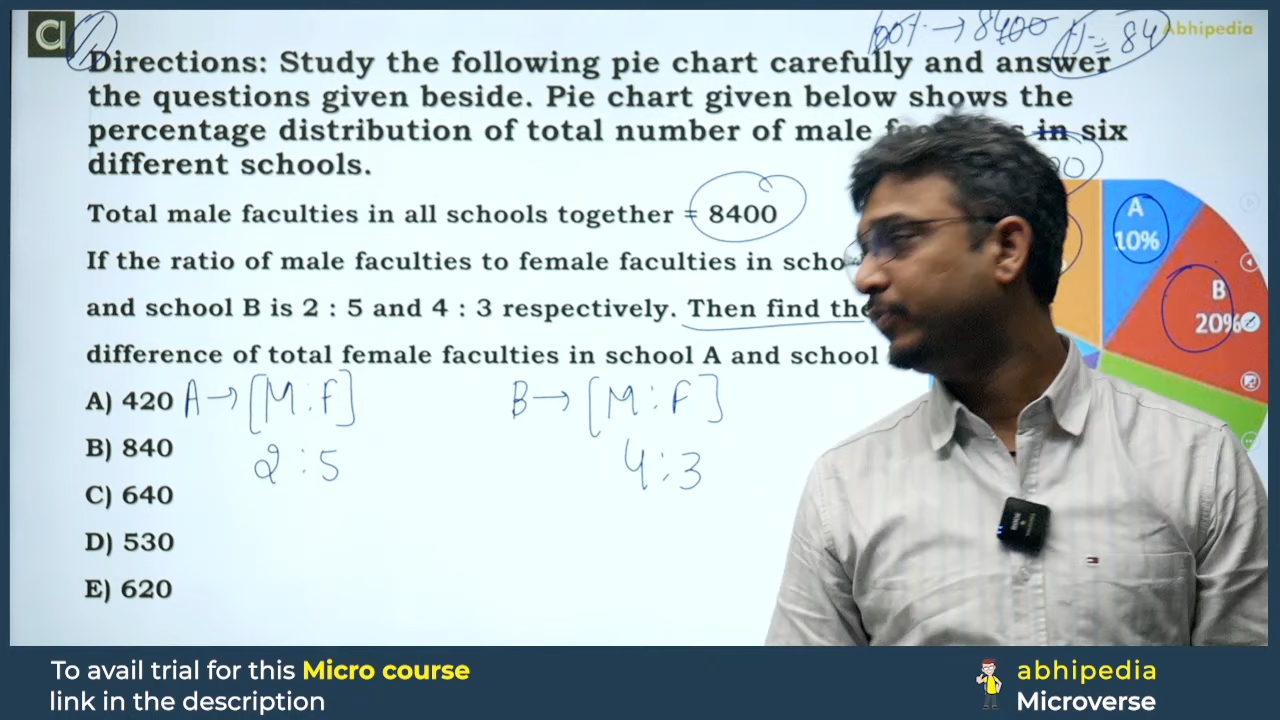 CA
100% → 8400
1% = 84
Abhipedia
Directions: Study the following pie chart carefully and answer
the questions given beside. Pie chart given below shows the
percentage distribution of total number of male in six
different schools.
Total male faculties in all schools together = 8400
If the ratio of male faculties to female faculties in
and school B is 2 : 5 and 4 : 3 respectively. Then find the
difference of total female faculties in school A and school
A) 420
B) 840
C) 640
D) 530
E) 620
A → [M : F]
2 : 5
B → [M : F]
4 : 3
A
10%
B
20%
To avail trial for this Micro course
link in the description
abhipedia
Microverse